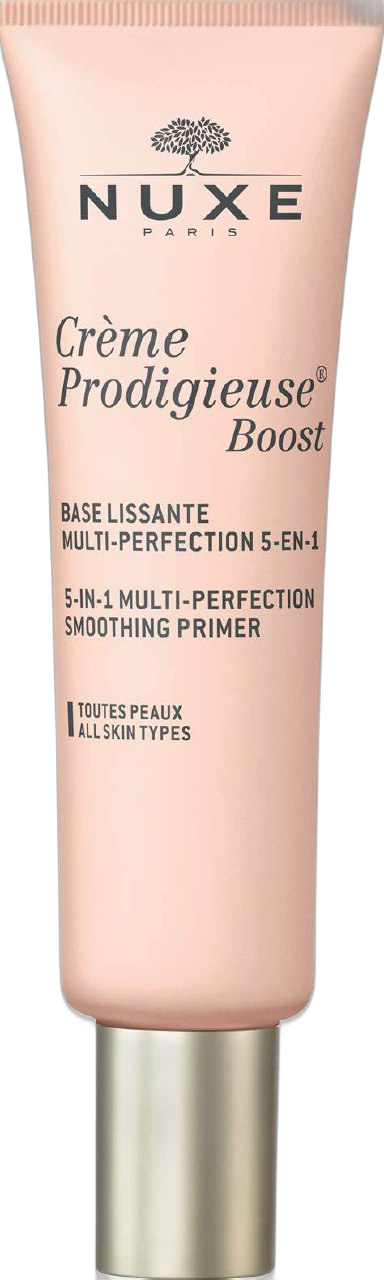 NUXE
PARIS
Crème
Prodigieuse®
Boost
BASE LISSANTE
MULTI-PERFECTION 5-EN-1
5-IN-1 MULTI-PERFECTION
SMOOTHING PRIMER
TOUTES PEAUX
ALL SKIN TYPES